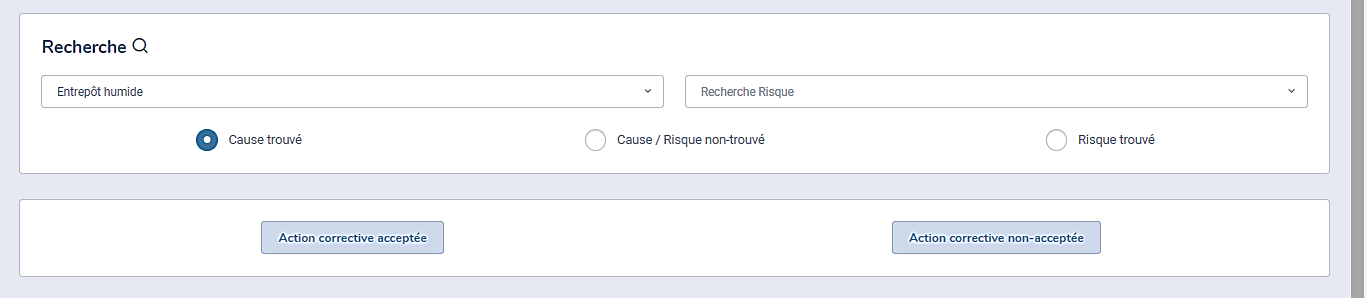 Recherche
Entrepôt humide
Recherche Risque
Cause trouvé
Cause / Risque non-trouvé
Risque trouvé
Action corrective acceptée
Action corrective non-acceptée